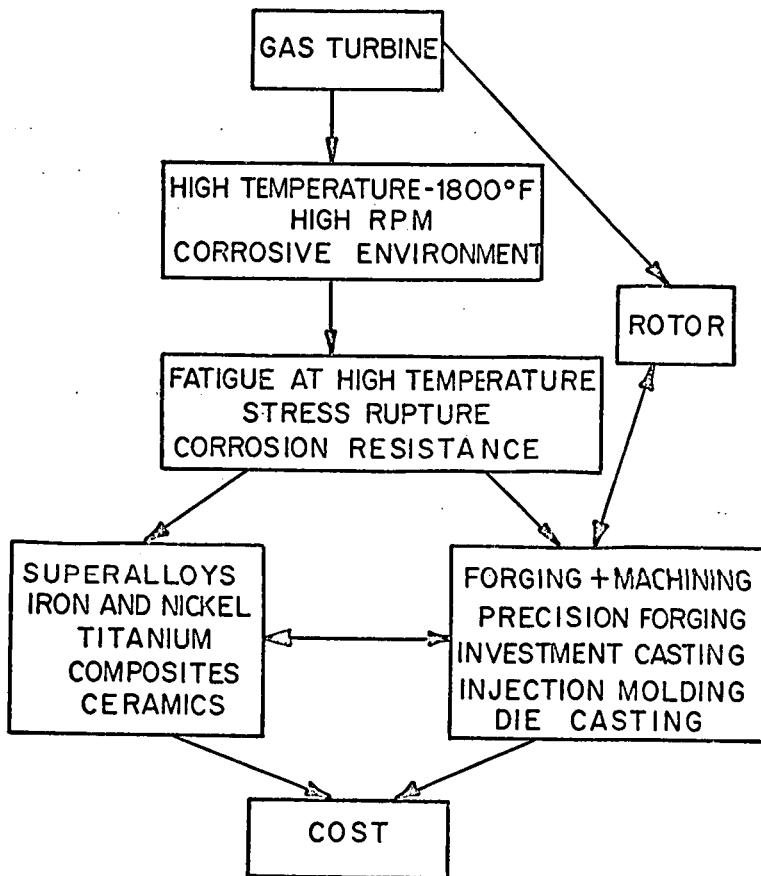 GAS TURBINE
HIGH TEMPERATURE-1800°F
HIGH RPM
CORROSIVE ENVIRONMENT
ROTOR
FATIGUE AT HIGH TEMPERATURE
STRESS RUPTURE
CORROSION RESISTANCE
SUPERALLOYS
IRON AND NICKEL
TITANIUM
COMPOSITES
CERAMICS
FORGING + MACHINING
PRECISION FORGING
INVESTMENT CASTING
INJECTION MOLDING
DIE CASTING
COST